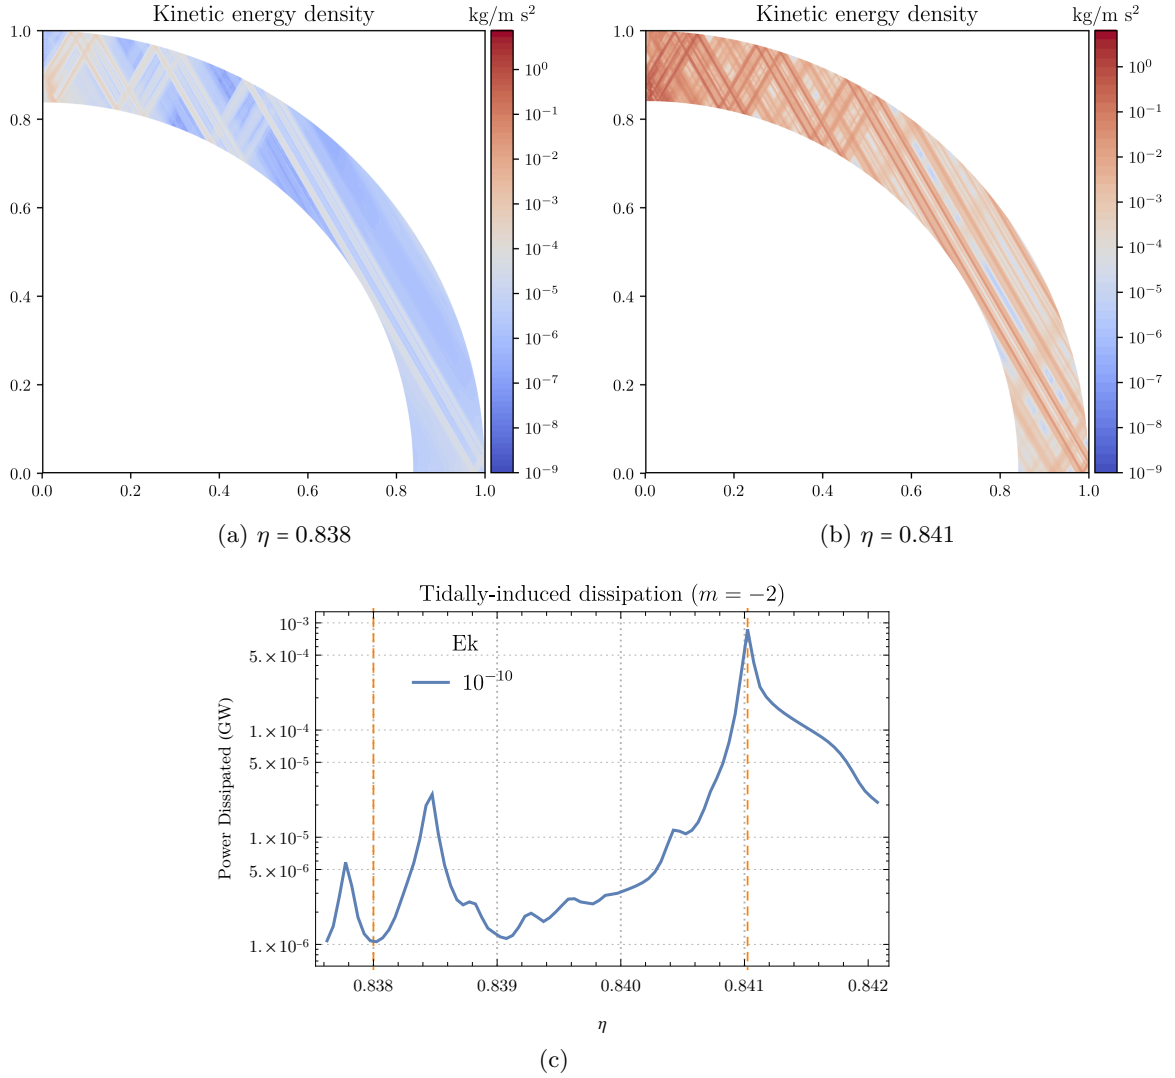 Kinetic energy density
kg/m s²
1.0
0.8
0.6
0.4
0.2
0.0
0.0 0.2 0.4 0.6 0.8 1.0
10⁰
10⁻¹
10⁻²
10⁻³
10⁻⁴
10⁻⁵
10⁻⁶
10⁻⁷
10⁻⁸
10⁻⁹
(a) η = 0.838
Kinetic energy density
kg/m s²
1.0
0.8
0.6
0.4
0.2
0.0
0.0 0.2 0.4 0.6 0.8 1.0
10⁰
10⁻¹
10⁻²
10⁻³
10⁻⁴
10⁻⁵
10⁻⁶
10⁻⁷
10⁻⁸
10⁻⁹
(b) η = 0.841
Tidally-induced dissipation (m = −2)
Power Dissipated (GW)
10⁻³
5.×10⁻⁴
1.×10⁻⁴
5.×10⁻⁵
1.×10⁻⁵
5.×10⁻⁶
1.×10⁻⁶
Ek
10⁻¹⁰
0.838 0.839 0.840 0.841 0.842
η
(c)